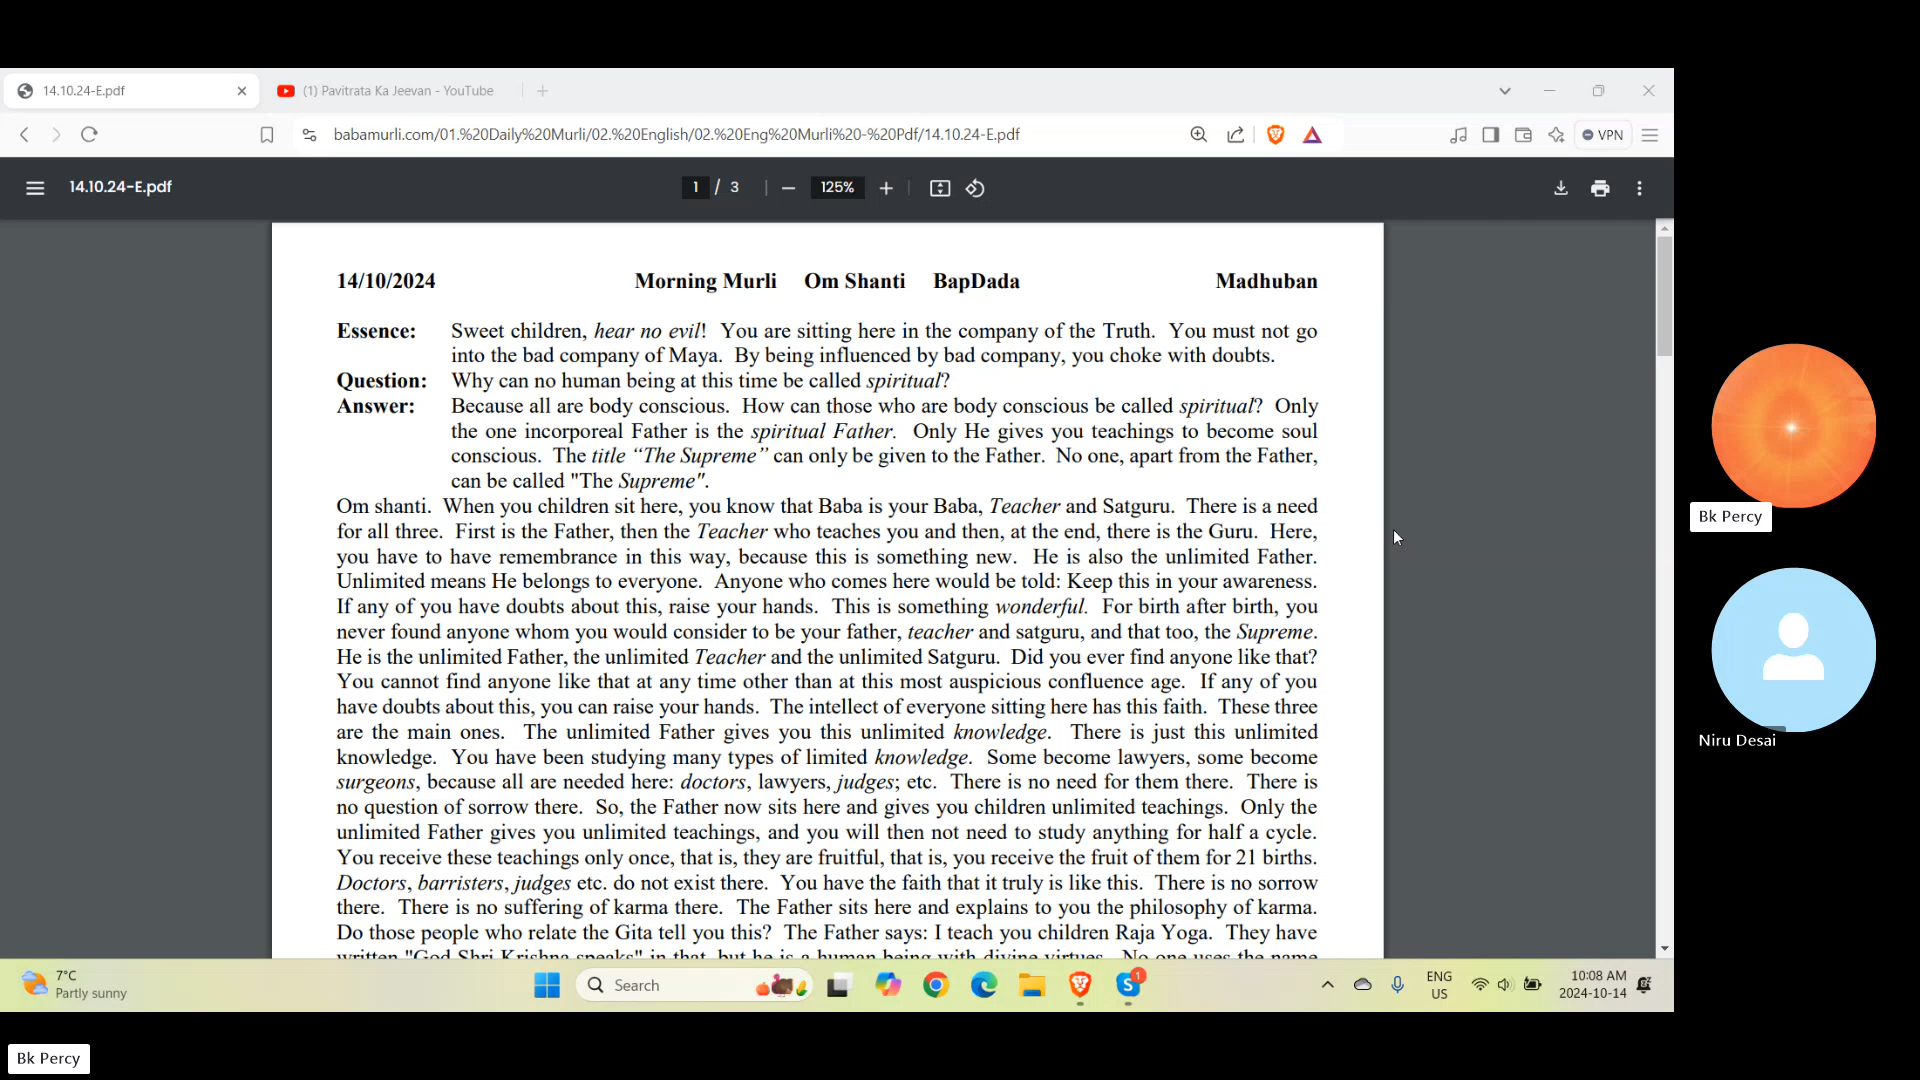 14.10.24-E.pdf
(1) Pavitrata Ka Jeevan - YouTube
babamurli.com/01.%20Daily%20Murli/02.%20English/02.%20Eng%20Murli%20-%20Pdf/14.10.24-E.pdf
VPN
14.10.24-E.pdf
1 / 3
125%
14/10/2024 Morning Murli Om Shanti BapDada Madhuban
Essence: Sweet children, hear no evil! You are sitting here in the company of the Truth. You must not go
into the bad company of Maya. By being influenced by bad company, you choke with doubts.
Question: Why can no human being at this time be called spiritual?
Answer: Because all are body conscious. How can those who are body conscious be called spiritual? Only
the one incorporeal Father is the spiritual Father. Only He gives you teachings to become soul
conscious. The title “The Supreme” can only be given to the Father. No one, apart from the Father,
can be called "The Supreme".
Om shanti. When you children sit here, you know that Baba is your Baba, Teacher and Satguru. There is a need
for all three. First is the Father, then the Teacher who teaches you and then, at the end, there is the Guru. Here,
you have to have remembrance in this way, because this is something new. He is also the unlimited Father.
Unlimited means He belongs to everyone. Anyone who comes here would be told: Keep this in your awareness.
If any of you have doubts about this, raise your hands. This is something wonderful. For birth after birth, you
never found anyone whom you would consider to be your father, teacher and satguru, and that too, the Supreme.
He is the unlimited Father, the unlimited Teacher and the unlimited Satguru. Did you ever find anyone like that?
You cannot find anyone like that at any time other than at this most auspicious confluence age. If any of you
have doubts about this, you can raise your hands. The intellect of everyone sitting here has this faith. These three
are the main ones. The unlimited Father gives you this unlimited knowledge. There is just this unlimited
knowledge. You have been studying many types of limited knowledge. Some become lawyers, some become
surgeons, because all are needed here: doctors, lawyers, judges; etc. There is no need for them there. There is
no question of sorrow there. So, the Father now sits here and gives you children unlimited teachings. Only the
unlimited Father gives you unlimited teachings, and you will then not need to study anything for half a cycle.
You receive these teachings only once, that is, they are fruitful, that is, you receive the fruit of them for 21 births.
Doctors, barristers, judges etc. do not exist there. You have the faith that it truly is like this. There is no sorrow
there. There is no suffering of karma there. The Father sits here and explains to you the philosophy of karma.
Do those people who relate the Gita tell you this? The Father says: I teach you children Raja Yoga. They have
written "God Shri Krishna speaks" in that, but he is a human being with divine virtues. No one uses the name
Bk Percy
Niru Desai
7°C
Partly sunny
Search
1
ENG
US
10:08 AM
2024-10-14
Bk Percy